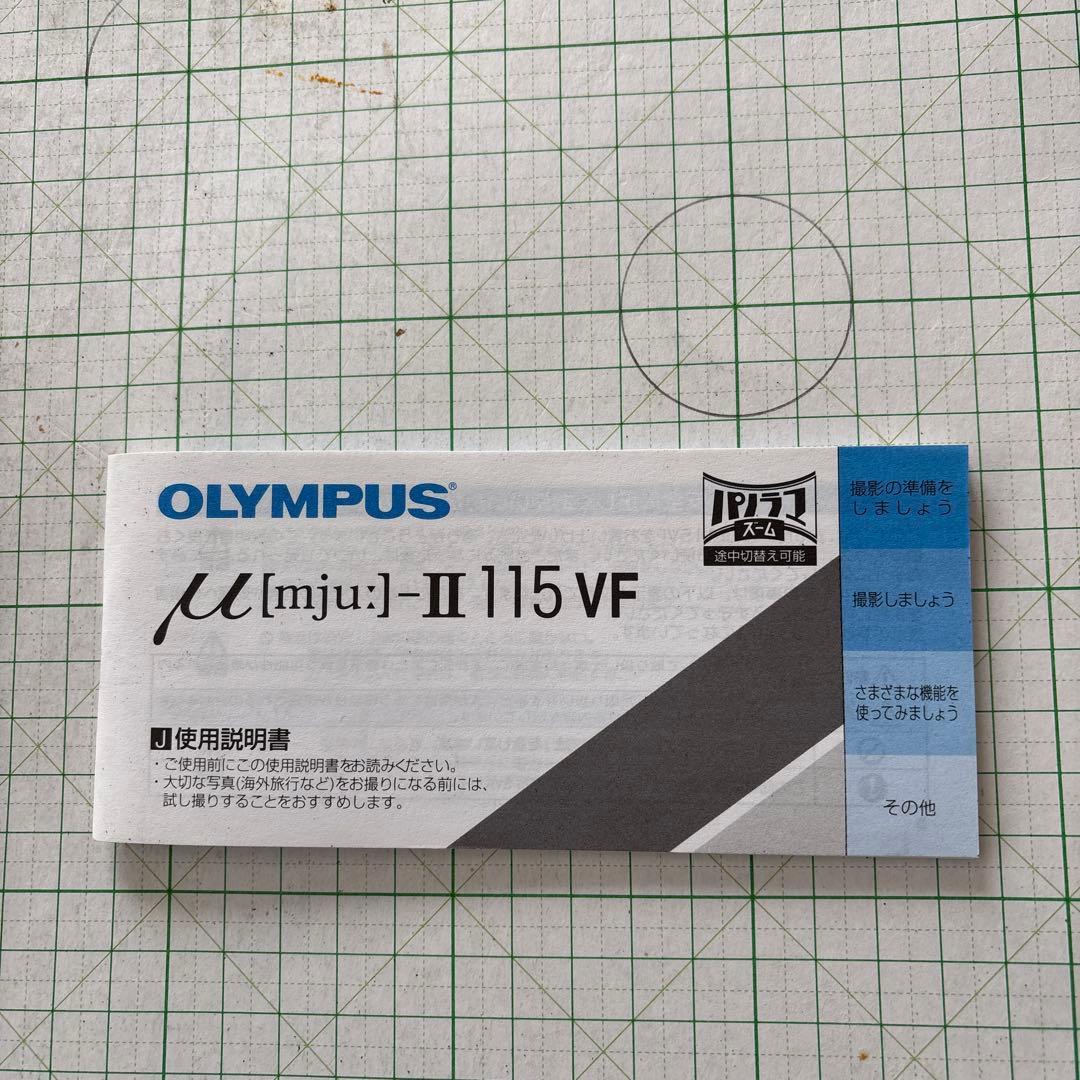 OLYMPUS®
パノラマ
ズーム
途中切替え可能
μ[mju:]-II 115 VF
J 使用説明書
・ご使用前にこの使用説明書をお読みください。
・大切な写真(海外旅行など)をお撮りになる前には、
試し撮りすることをおすすめします。
撮影の準備を
しましょう
撮影しましょう
さまざまな機能を
使ってみましょう
その他